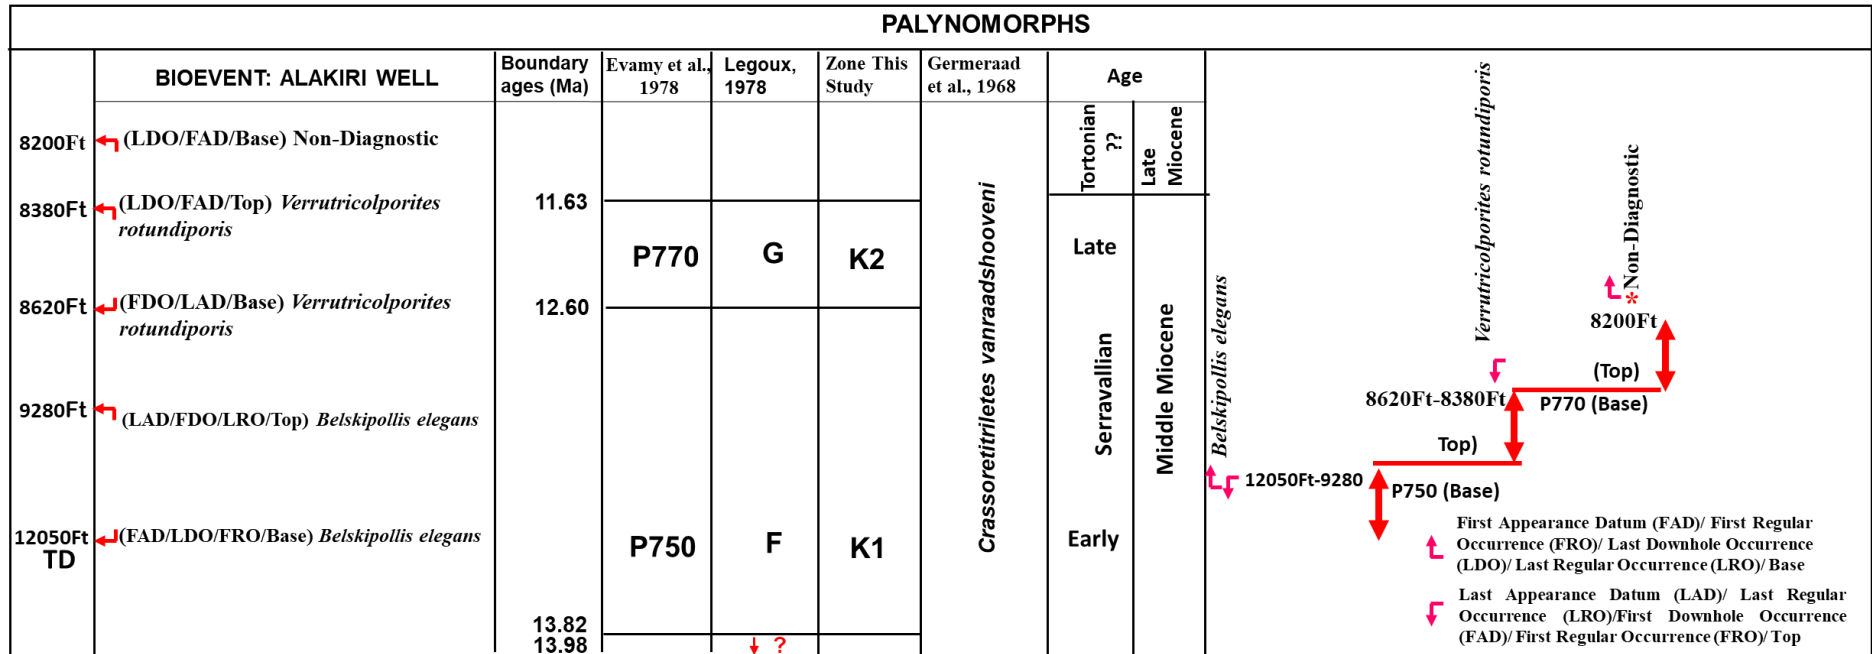 PALYNOMORPHS
BIOEVENT: ALAKIRI WELL
Boundary
ages (Ma)
Evamy et al.,
1978
Legoux,
1978
Zone This
Study
Germeraad
et al., 1968
Age
8200Ft
(LDO/FAD/Base) Non-Diagnostic
8380Ft
(LDO/FAD/Top) Verrutricolporites
rotundiporis
8620Ft
(FDO/LAD/Base) Verrutricolporites
rotundiporis
9280Ft
(LAD/FDO/LRO/Top) Belskipollis elegans
12050Ft
TD
(FAD/LDO/FRO/Base) Belskipollis elegans
11.63
12.60
13.82
13.98
P770
G
K2
P750
F
K1
?
Crassoretitriletes vanraadshooveni
Tortonian
??
Late
Miocene
Late
Serravallian
Early
Middle Miocene
Belskipollis elegans
Verrutricolporites rotundiporis
Non-Diagnostic
*
8200Ft
(Top)
8620Ft-8380Ft
P770 (Base)
Top)
12050Ft-9280
P750 (Base)
First Appearance Datum (FAD)/ First Regular
Occurrence (FRO)/ Last Downhole Occurrence
(LDO)/ Last Regular Occurrence (LRO)/ Base
Last Appearance Datum (LAD)/ Last Regular
Occurrence (LRO)/First Downhole Occurrence
(FAD)/ First Regular Occurrence (FRO)/ Top